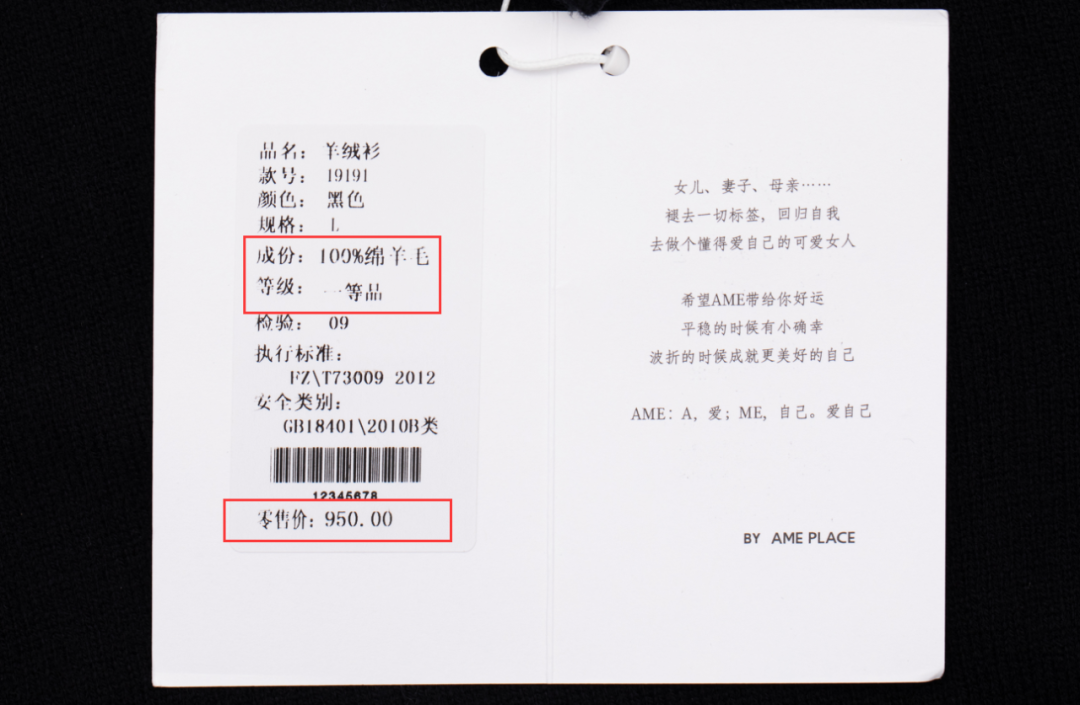 品名： 羊绒衫
款号： 19191
颜色： 黑色
规格： L
成份： 100%绵羊毛
等级： 一等品
检验： 09
执行标准：
FZ\T73009 2012
安全类别：
GB18401\2010B类
12345678
零售价：950.00
女儿、妻子、母亲……
褪去一切标签，回归自我
去做个懂得爱自己的可爱女人
希望AME带给你好运
平稳的时候有小确幸
波折的时候成就更美好的自己
AME：A，爱；ME，自己。爱自己
BY AME PLACE